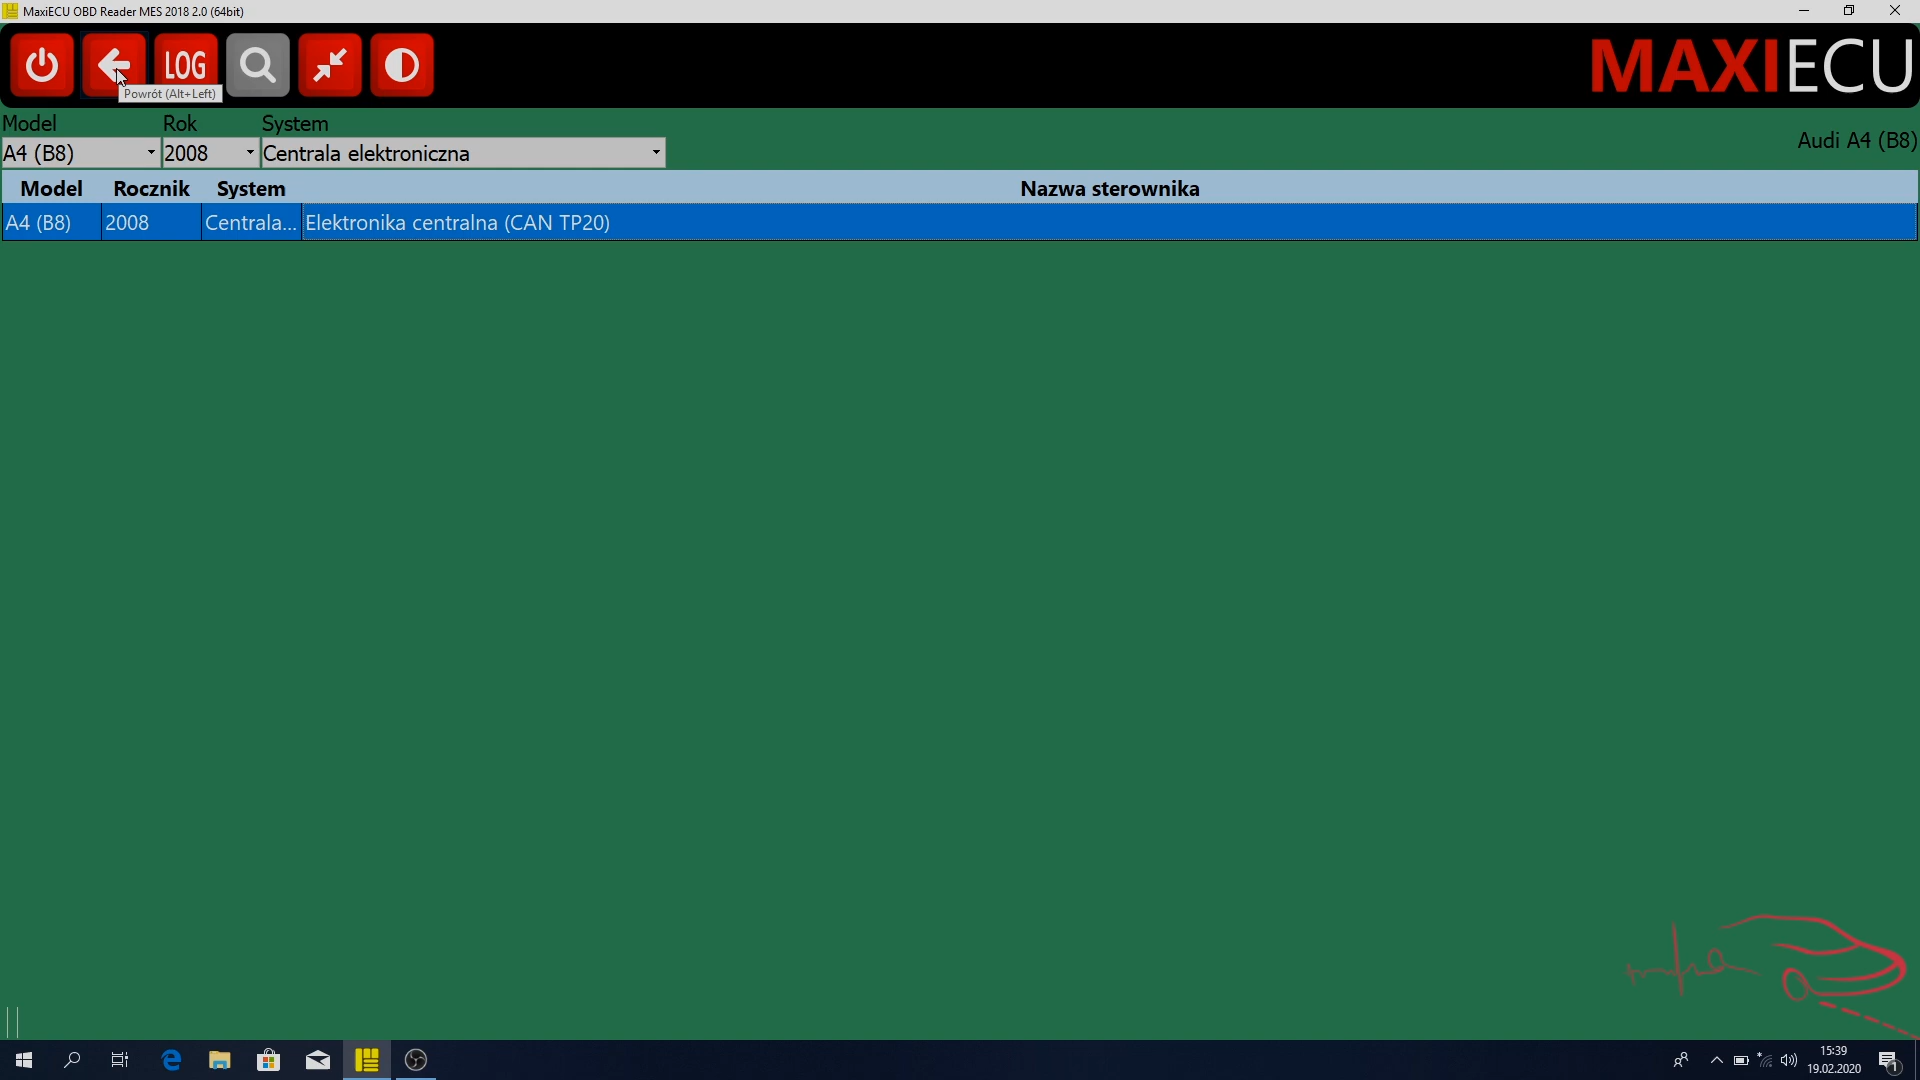 MaxiECU OBD Reader MES 2018 2.0 (64bit)
LOG
MAXIECU
Powrót (Alt+Left)
Model Rok System
A4 (B8) 2008 Centrala elektroniczna
Audi A4 (B8)
Model Rocznik System Nazwa sterownika
A4 (B8) 2008 Centrala... Elektronika centralna (CAN TP20)
15:39
19.02.2020
1